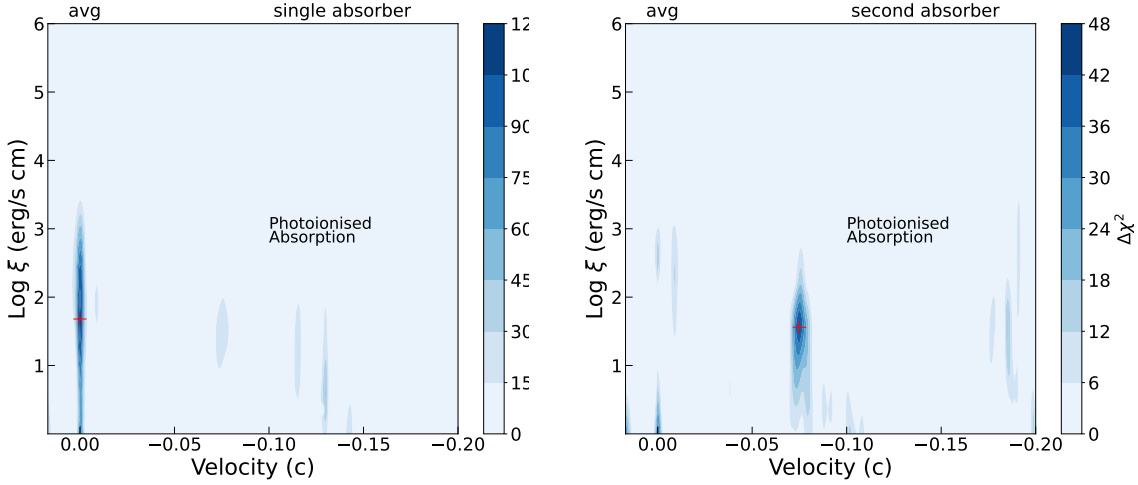 avg single absorber
6
5
4
3
2
1
Log ξ (erg/s cm)
Photoionised
Absorption
0.00 −0.05 −0.10 −0.15 −0.20
Velocity (c)
12
10
90
75
60
45
30
15
0
avg second absorber
6
5
4
3
2
1
Log ξ (erg/s cm)
Photoionised
Absorption
0.00 −0.05 −0.10 −0.15 −0.20
Velocity (c)
48
42
36
30
24
18
12
6
0
Δχ²